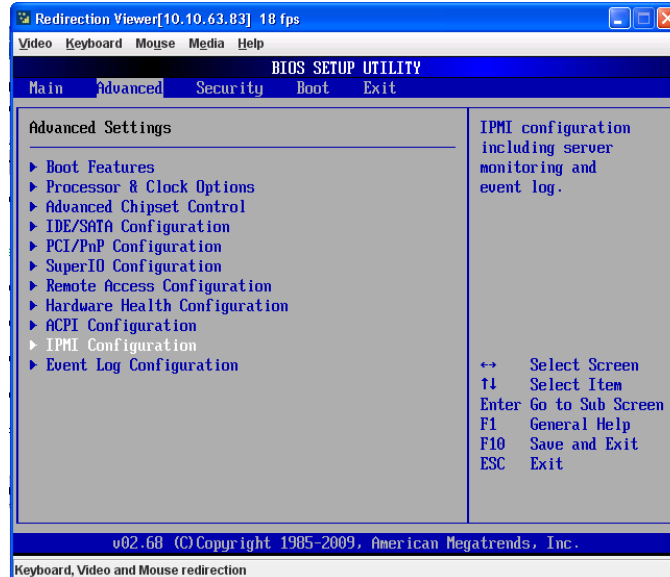 Redirection Viewer[10.10.63.83] 18 fps
Video Keyboard Mouse Media Help
BIOS SETUP UTILITY
Main Advanced Security Boot Exit
Advanced Settings
Boot Features
Processor & Clock Options
Advanced Chipset Control
IDE/SATA Configuration
PCI/PnP Configuration
SuperIO Configuration
Remote Access Configuration
Hardware Health Configuration
ACPI Configuration
IPMI Configuration
Event Log Configuration
IPMI configuration
including server
monitoring and
event log.
↔ Select Screen
↑↓ Select Item
Enter Go to Sub Screen
F1 General Help
F10 Save and Exit
ESC Exit
v02.68 (C)Copyright 1985-2009, American Megatrends, Inc.
Keyboard, Video and Mouse redirection